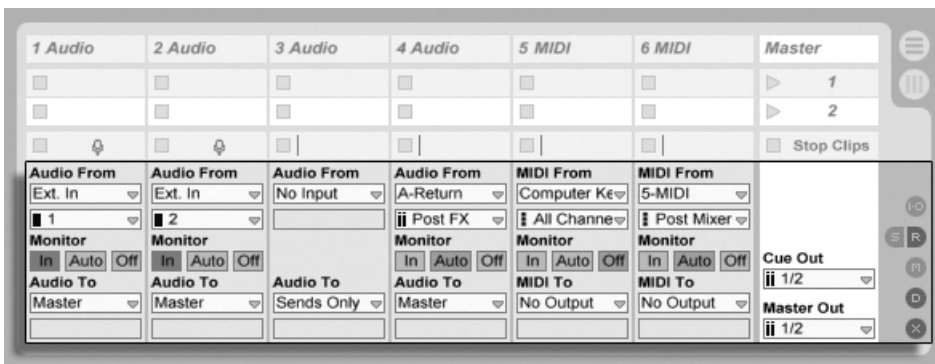 1 Audio 2 Audio 3 Audio 4 Audio 5 MIDI 6 MIDI Master
1
2
Stop Clips
Audio From Audio From Audio From Audio From MIDI From MIDI From
Ext. In Ext. In No Input A-Return Computer Ke 5-MIDI
1 2 Post FX All Channe Post Mixer
Monitor Monitor Monitor Monitor Monitor
In Auto Off In Auto Off In Auto Off In Auto Off In Auto Off
Cue Out
Audio To Audio To Audio To Audio To MIDI To MIDI To
1/2
Master Master Sends Only Master No Output No Output
Master Out
1/2
I-O
S R
M
D
X